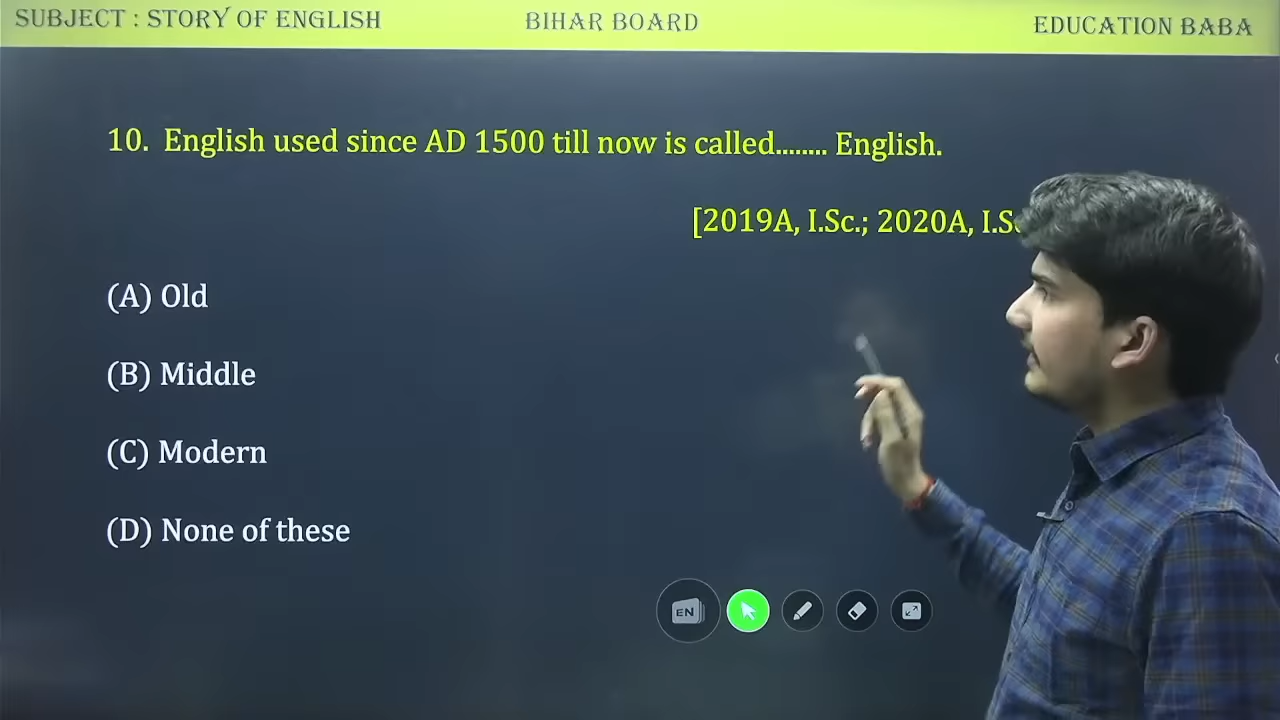 SUBJECT : STORY OF ENGLISH
BIHAR BOARD
EDUCATION BABA
10. English used since AD 1500 till now is called........ English.
[2019A, I.Sc.; 2020A,
(A) Old
(B) Middle
(C) Modern
(D) None of these
EN